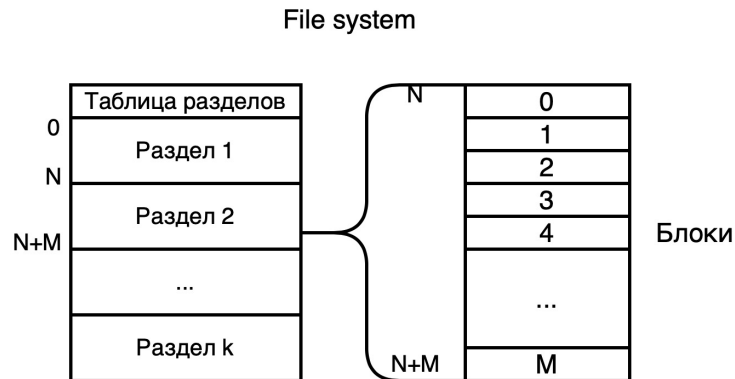 File system
Таблица разделов
0
Раздел 1
N
Раздел 2
N+M
...
Раздел k
N
0
1
2
3
4
...
N+M
M
Блоки